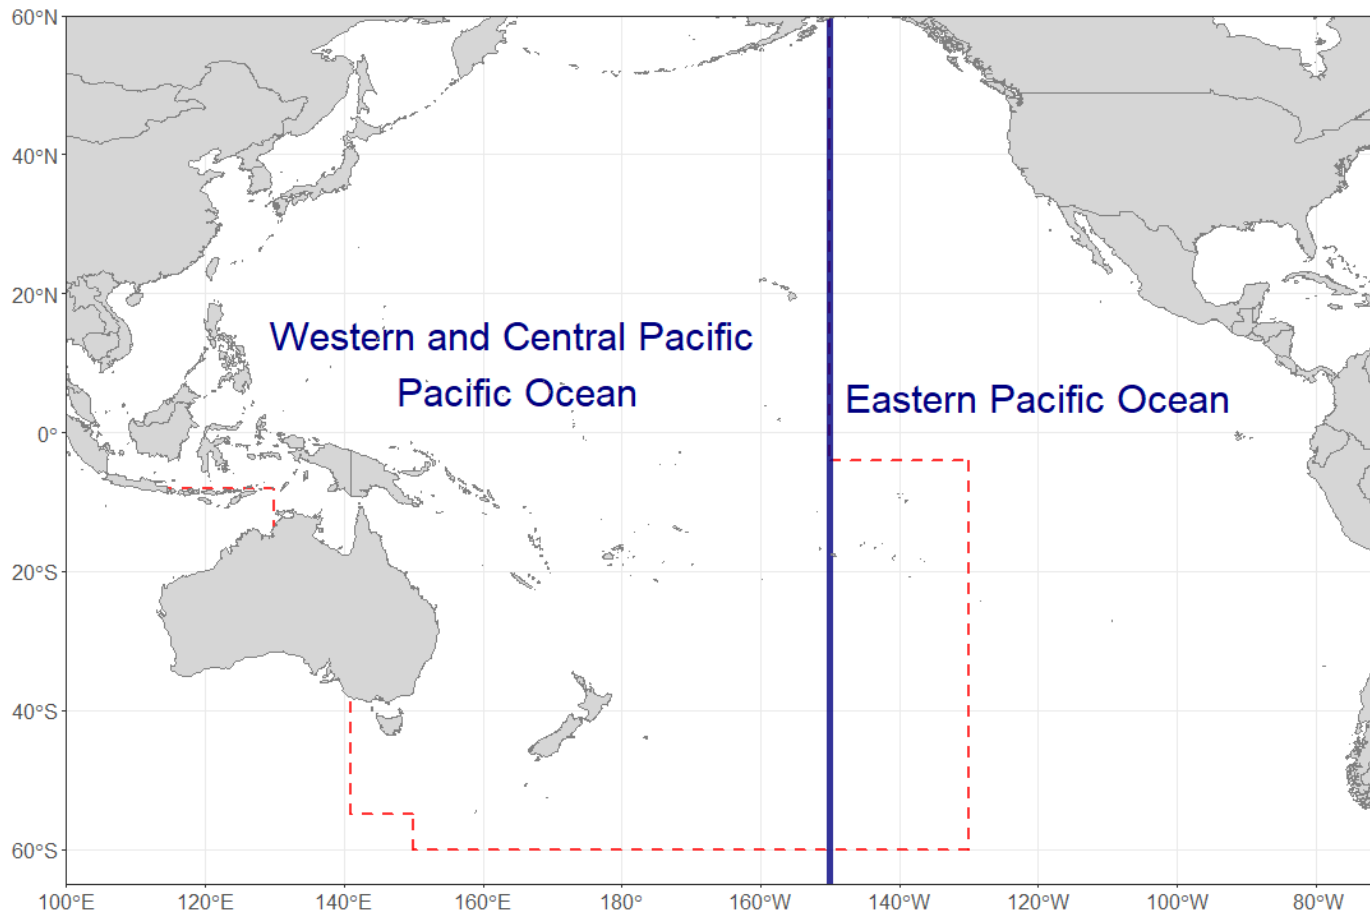 60°N
40°N
20°N
0°
20°S
40°S
60°S
Western and Central Pacific
Pacific Ocean
Eastern Pacific Ocean
100°E
120°E
140°E
160°E
180°
160°W
140°W
120°W
100°W
80°W